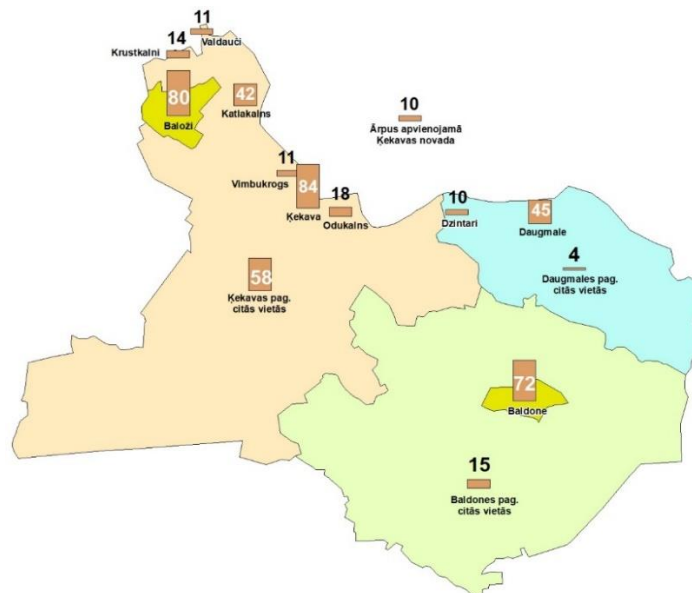 11
Valdauči
14
Krustkalni
80
Baloži
42
Katlakalns
10
Ārpus apvienojamā
Ķekavas novada
11
Vimbukrogs
84
Ķekava
18
Odukalns
10
Dzintari
45
Daugmale
4
Daugmales pag.
citās vietās
58
Ķekavas pag.
citās vietās
72
Baldone
15
Baldones pag.
citās vietās